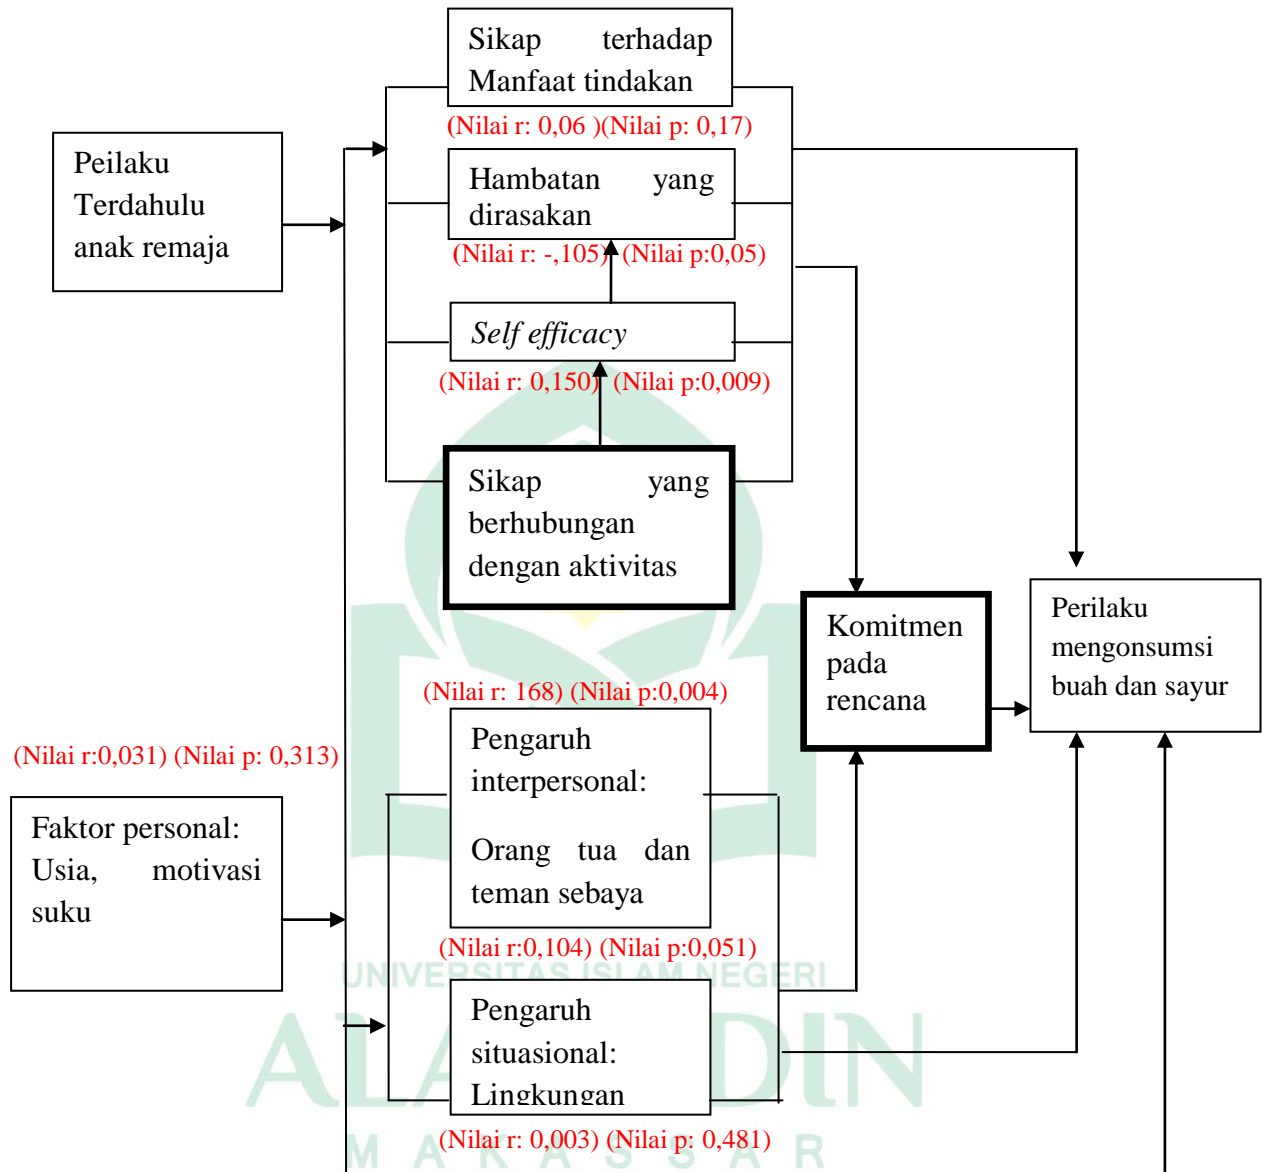 Sikap terhadap
Manfaat tindakan
(Nilai r: 0,06 )(Nilai p: 0,17)
Peilaku
Terdahulu
anak remaja
Hambatan yang
dirasakan
(Nilai r: -,105) (Nilai p:0,05)
Self efficacy
(Nilai r: 0,150) (Nilai p:0,009)
Sikap yang
berhubungan
dengan aktivitas
Komitmen
pada
rencana
Perilaku
mengonsumsi
buah dan sayur
(Nilai r: 168) (Nilai p:0,004)
Pengaruh
interpersonal:
Orang tua dan
teman sebaya
(Nilai r:0,031) (Nilai p: 0,313)
Faktor personal:
Usia, motivasi
suku
(Nilai r:0,104) (Nilai p:0,051)
UNIVERSITAS ISLAM NEGERI
Pengaruh
situasional:
Lingkungan
(Nilai r: 0,003) (Nilai p: 0,481)
MAKASSAR